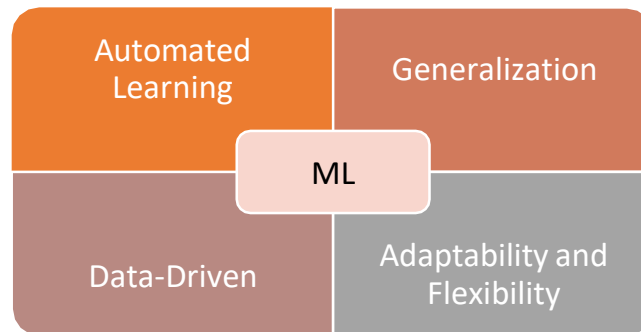 Automated
Learning
Generalization
ML
Data-Driven
Adaptability and
Flexibility